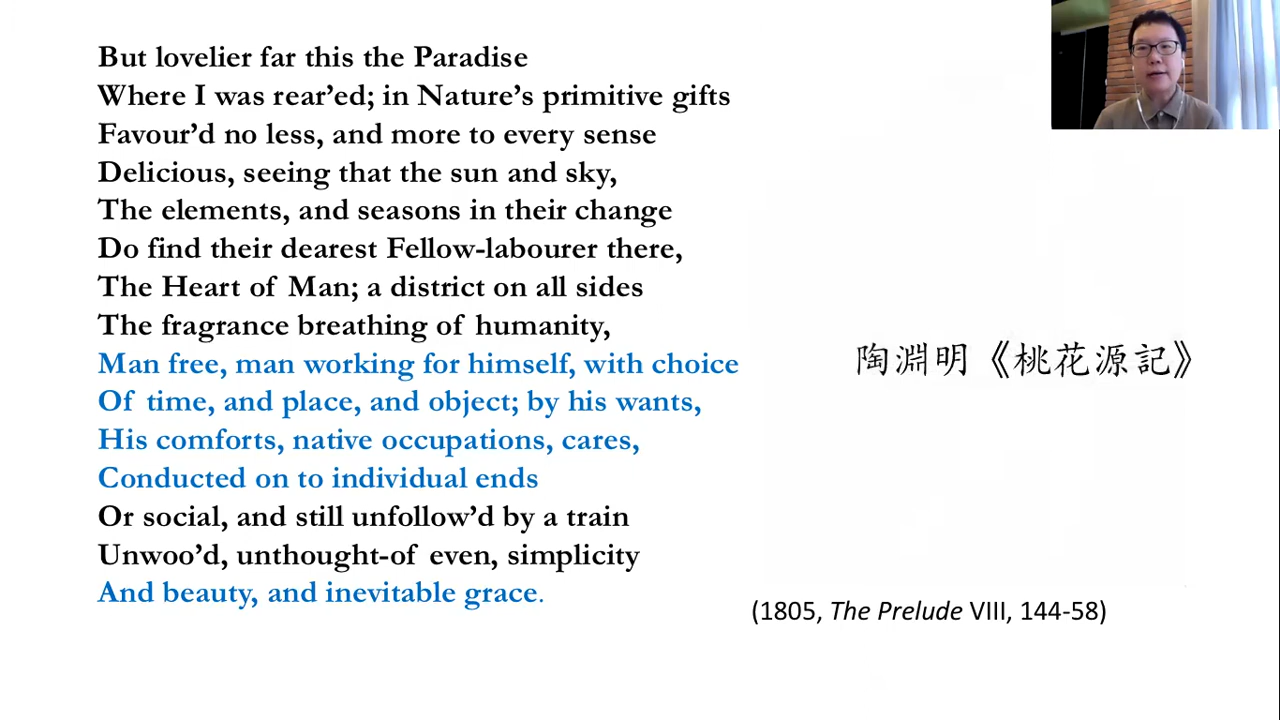 But lovelier far this the Paradise
Where I was rear’ed; in Nature’s primitive gifts
Favour’d no less, and more to every sense
Delicious, seeing that the sun and sky,
The elements, and seasons in their change
Do find their dearest Fellow-labourer there,
The Heart of Man; a district on all sides
The fragrance breathing of humanity,
Man free, man working for himself, with choice
Of time, and place, and object; by his wants,
His comforts, native occupations, cares,
Conducted on to individual ends
Or social, and still unfollow’d by a train
Unwoo’d, unthought-of even, simplicity
And beauty, and inevitable grace.
陶淵明《桃花源記》
(1805, The Prelude VIII, 144-58)